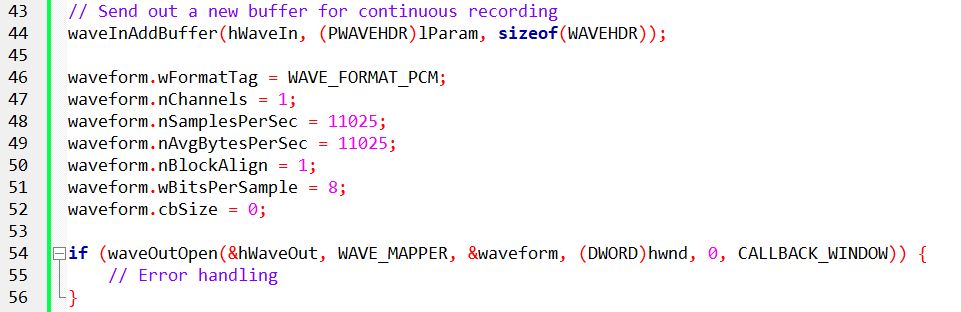 43 // Send out a new buffer for continuous recording
44 waveInAddBuffer(hWaveIn, (PWAVEHDR)lParam, sizeof(WAVEHDR));
45
46 waveform.wFormatTag = WAVE_FORMAT_PCM;
47 waveform.nChannels = 1;
48 waveform.nSamplesPerSec = 11025;
49 waveform.nAvgBytesPerSec = 11025;
50 waveform.nBlockAlign = 1;
51 waveform.wBitsPerSample = 8;
52 waveform.cbSize = 0;
53
54 if (waveOutOpen(&hWaveOut, WAVE_MAPPER, &waveform, (DWORD)hwnd, 0, CALLBACK_WINDOW)) {
55     // Error handling
56 }